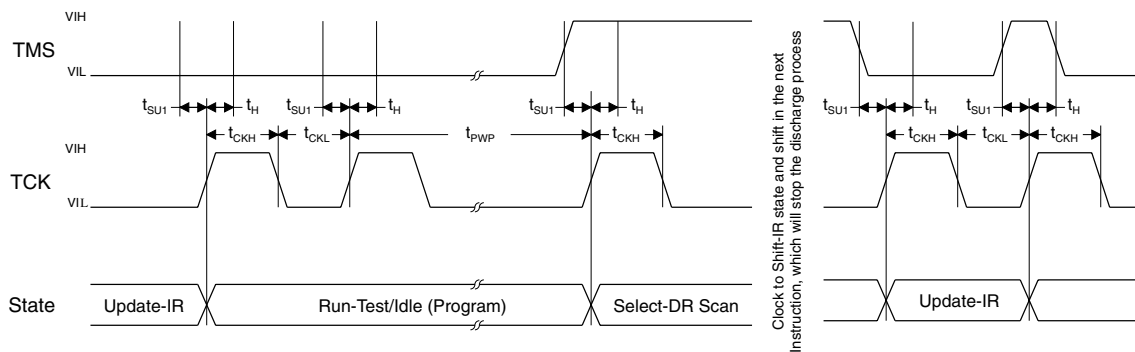 VIH
TMS
VIL
tSU1 tH tSU1 tH tSU1 tH tSU1 tH tSU1 tH
tCKH tCKL tPWP tCKH tCKH tCKL tCKH
VIH
TCK
VIL
State Update-IR Run-Test/Idle (Program) Select-DR Scan Update-IR
Clock to Shift-IR state and shift in the next
Instruction, which will stop the discharge process